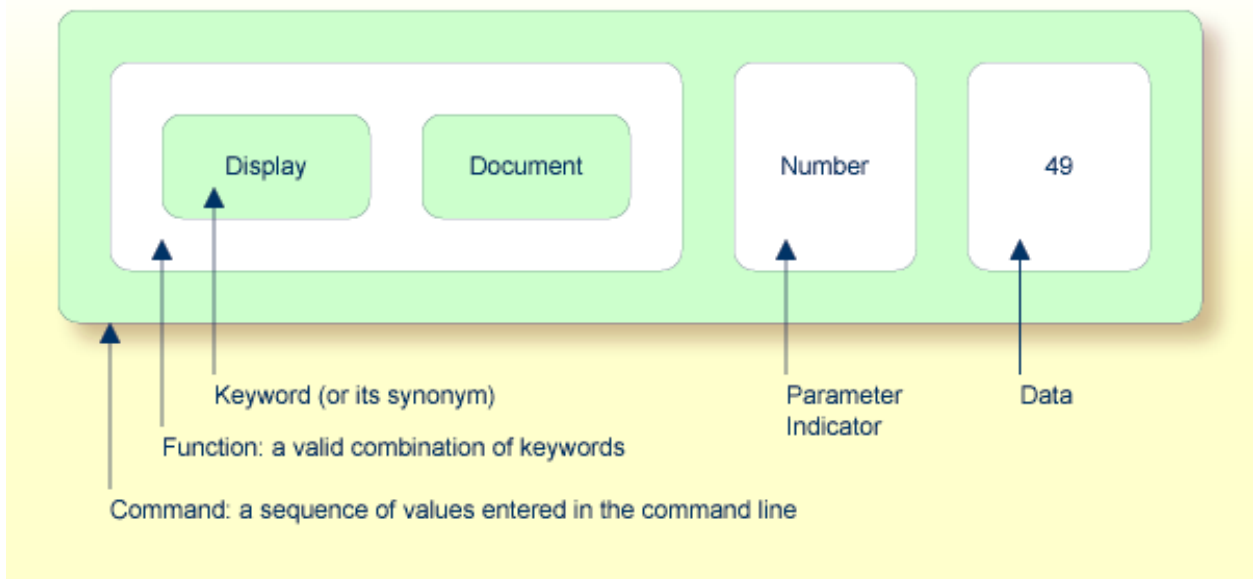 Display
Document
Number
49
Keyword (or its synonym)
Parameter
Indicator
Data
Function: a valid combination of keywords
Command: a sequence of values entered in the command line